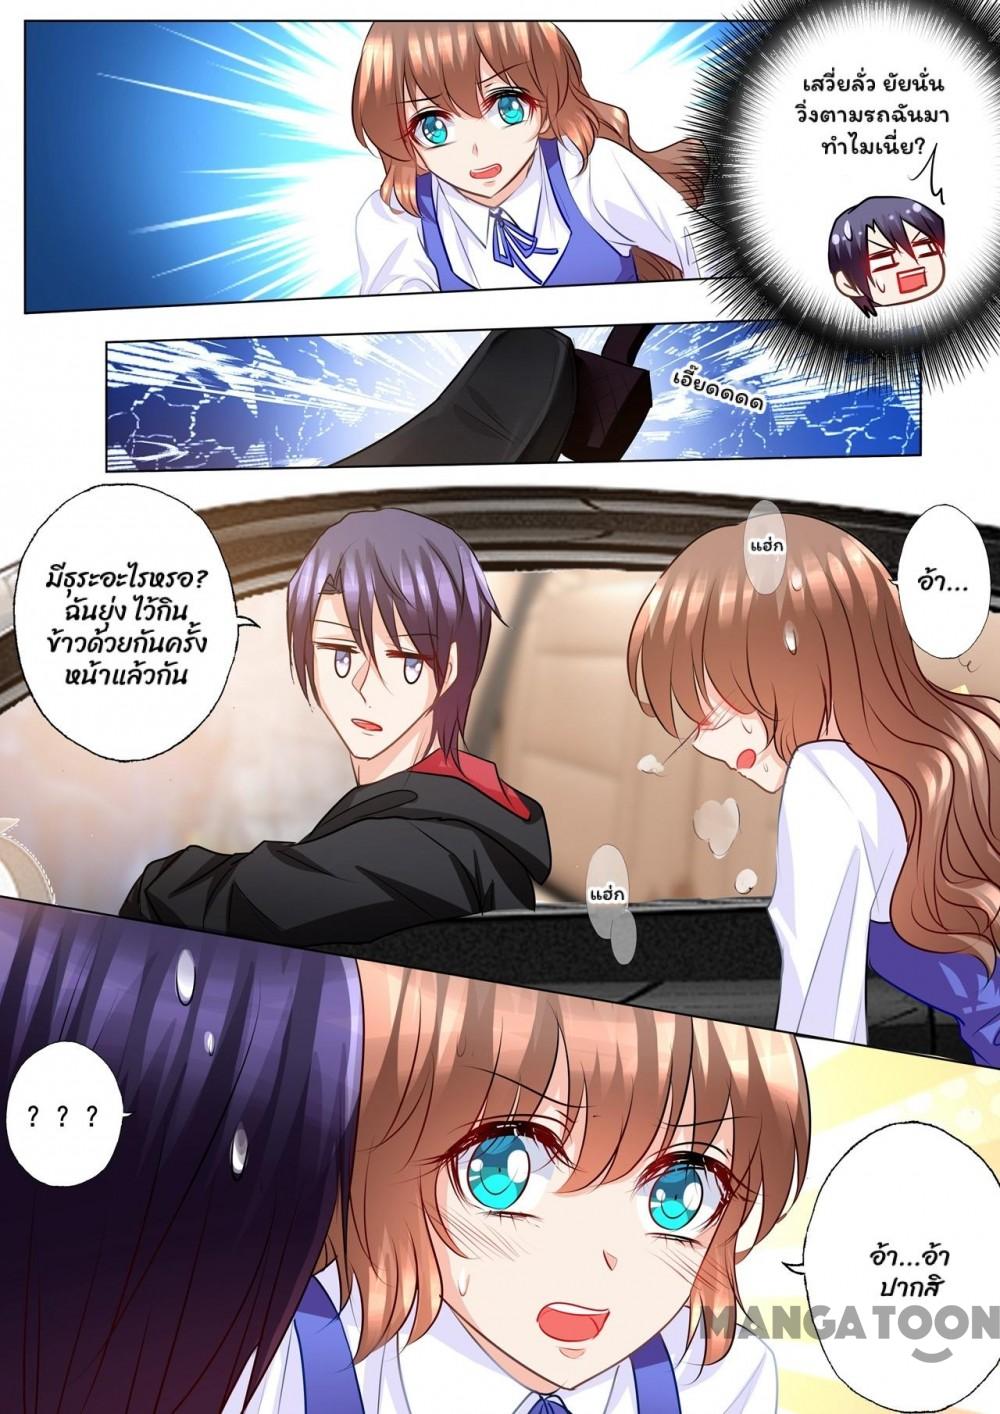 เสวี่ยลั่ว ยัยนั่น
วิ่งตามรถฉันมา
ทำไมเนี่ย?
เอี๊ยดดดด
แฮ่ก
อ้า...
มีธุระอะไรหรอ?
ฉันยุ่ง ไว้กิน
ข้าวด้วยกันครั้ง
หน้าแล้วกัน
แฮ่ก
? ? ?
อ้า...อ้า
ปากสิ
MANGATOON